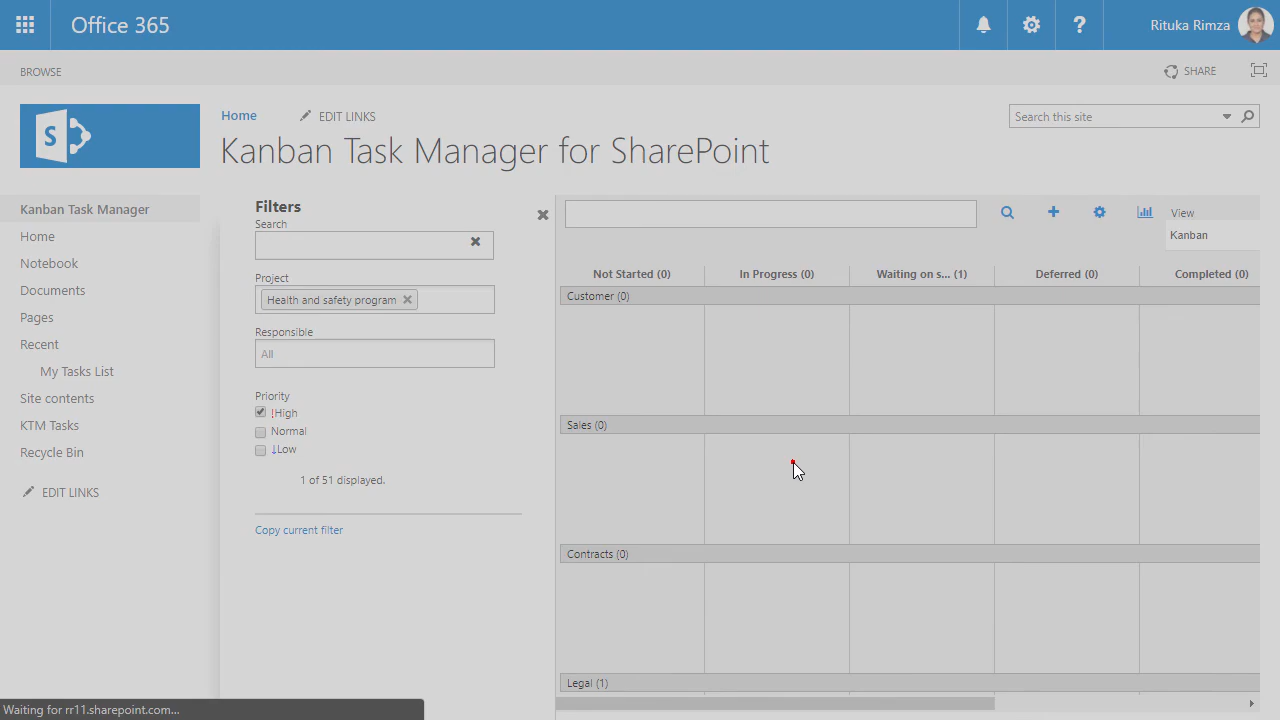 Office 365
?
Rituka Rimza
BROWSE
SHARE
S
Home
EDIT LINKS
Search this site
Kanban Task Manager for SharePoint
Kanban Task Manager
Home
Notebook
Documents
Pages
Recent
My Tasks List
Site contents
KTM Tasks
Recycle Bin
EDIT LINKS
Filters
Search
Project
Health and safety program
Responsible
All
Priority
!High
Normal
↓Low
1 of 51 displayed.
Copy current filter
View
Kanban
Not Started (0) In Progress (0) Waiting on s... (1) Deferred (0) Completed (0)
Customer (0)
Sales (0)
Contracts (0)
Legal (1)
Waiting for rr11.sharepoint.com...